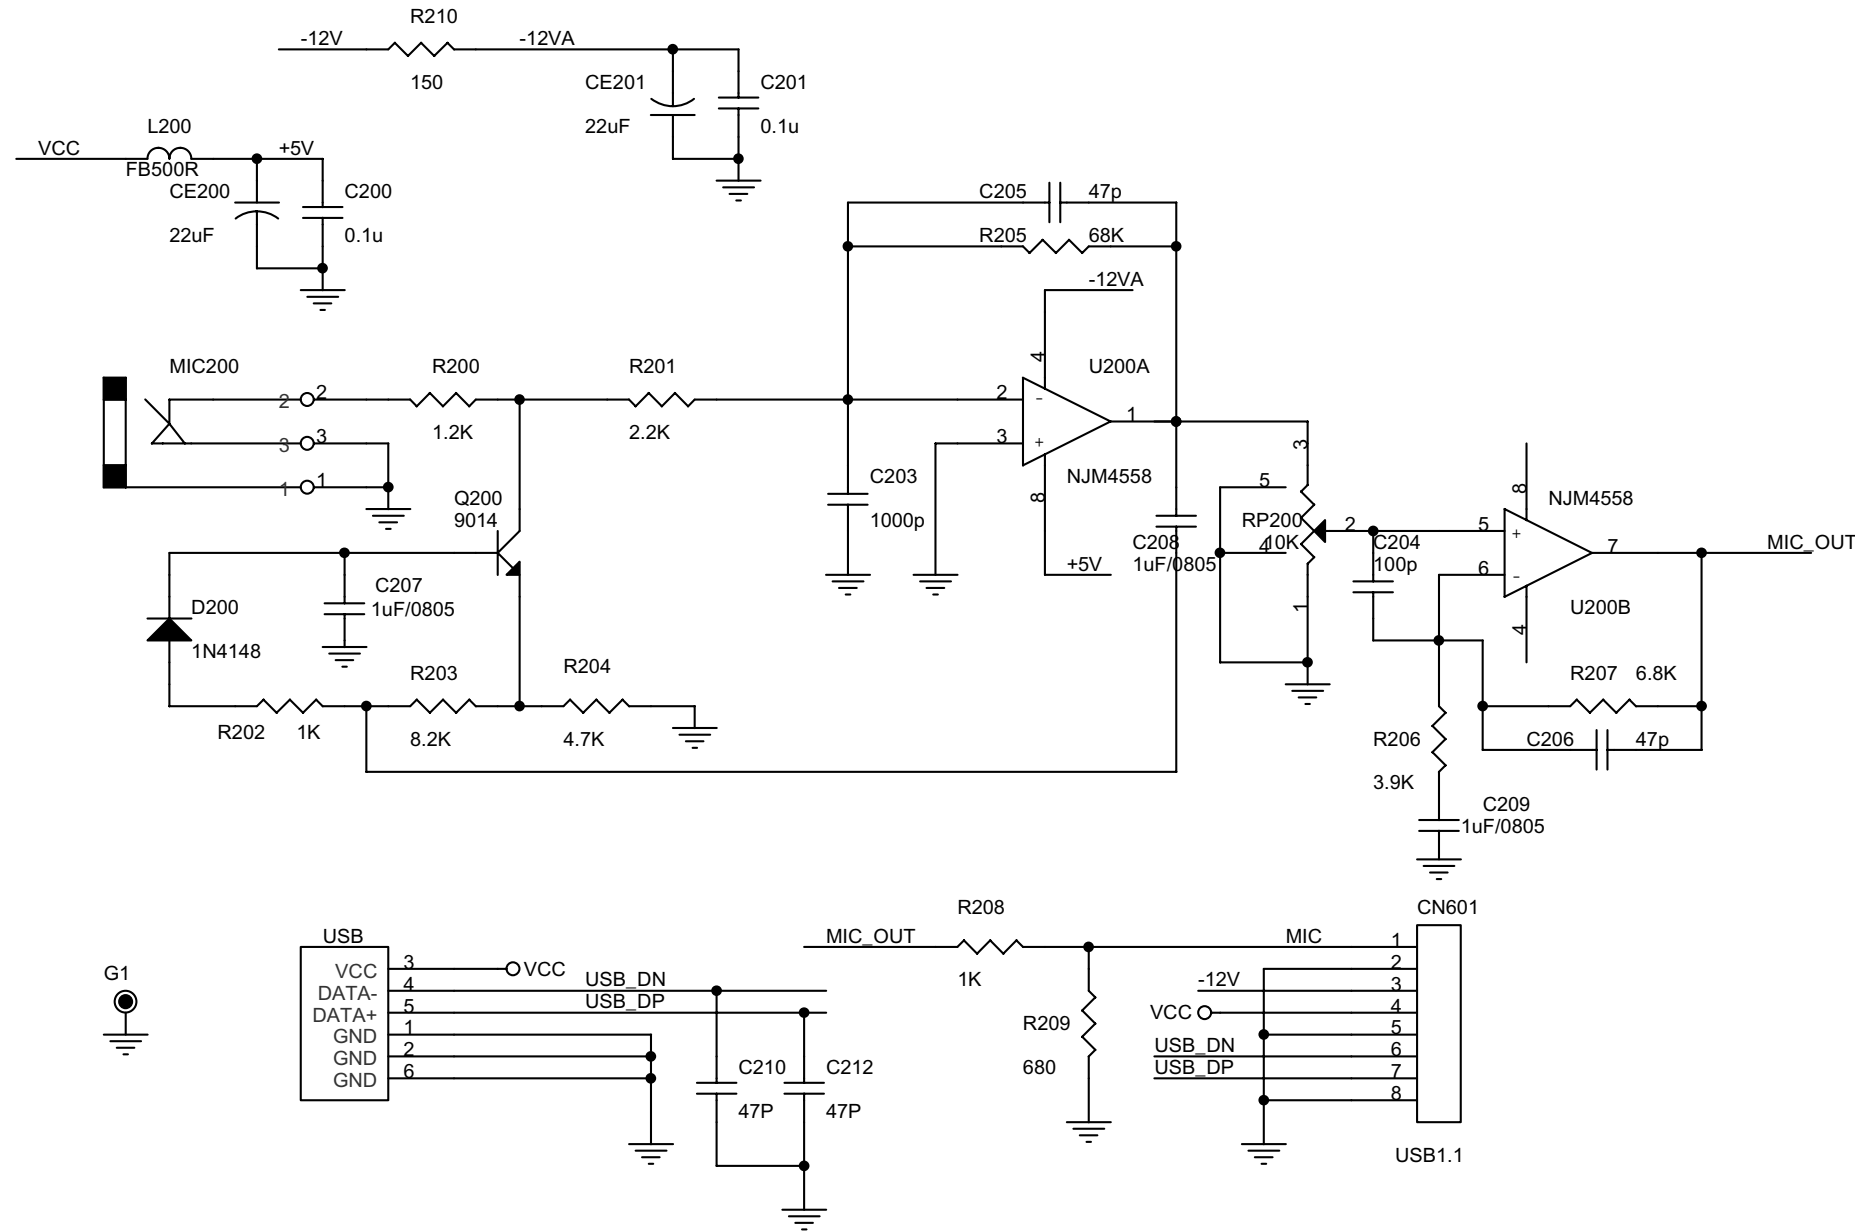 R210
-12V
-12VA
150
CE201
22uF
C201
0.1u
L200
VCC
+5V
FB500R
CE200
22uF
C200
0.1u
C205
47p
R205
68K
-12VA
4
U200A
MIC200
2 2
3 3
1 1
R200
1.2K
R201
2.2K
2
-
3
+
1
C203
1000p
8
NJM4558
+5V
Q200
9014
C207
1uF/0805
D200
1N4148
R202
1K
R203
8.2K
R204
4.7K
C208
1uF/0805
3
5
RP200
4
10K
2
1
C204
100p
8
NJM4558
5
+
6
-
7
MIC_OUT
4
U200B
R207
6.8K
C206
47p
R206
3.9K
C209
1uF/0805
G1
USB
VCC 3
DATA- 4
DATA+ 5
GND 1
GND 2
GND 6
VCC
USB_DN
USB_DP
C210
47P
C212
47P
MIC_OUT
R208
1K
R209
680
CN601
MIC
1
2
-12V
3
VCC
4
5
USB_DN
6
USB_DP
7
8
USB1.1